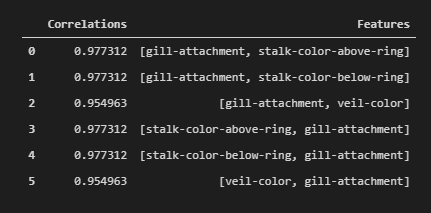 Correlations Features
0 0.977312 [gill-attachment, stalk-color-above-ring]
1 0.977312 [gill-attachment, stalk-color-below-ring]
2 0.954963 [gill-attachment, veil-color]
3 0.977312 [stalk-color-above-ring, gill-attachment]
4 0.977312 [stalk-color-below-ring, gill-attachment]
5 0.954963 [veil-color, gill-attachment]